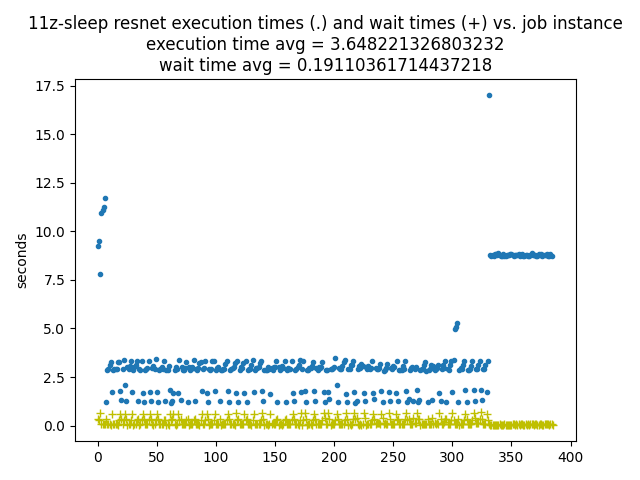 11z-sleep resnet execution times (.) and wait times (+) vs. job instance
execution time avg = 3.648221326803232
wait time avg = 0.19110361714437218
17.5
15.0
12.5
10.0
seconds
7.5
5.0
2.5
0.0
0 50 100 150 200 250 300 350 400